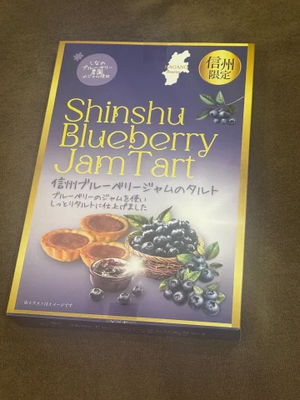 NAGANO
信州
限定
Shinshu
Blueberry
Jam Tart
信州ブルーベリージャムのタルト
ブルーベリーのジャムを使い
しっとりタルトに仕上げました